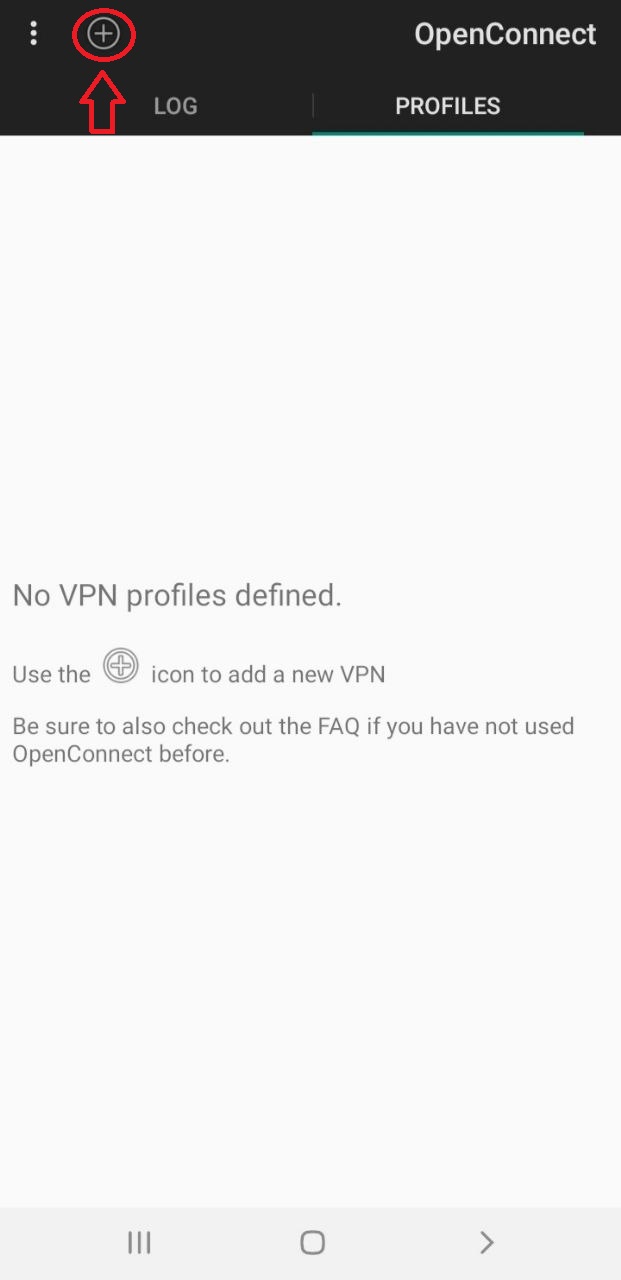 OpenConnect
LOG
PROFILES
No VPN profiles defined.
Use the icon to add a new VPN
Be sure to also check out the FAQ if you have not used
OpenConnect before.